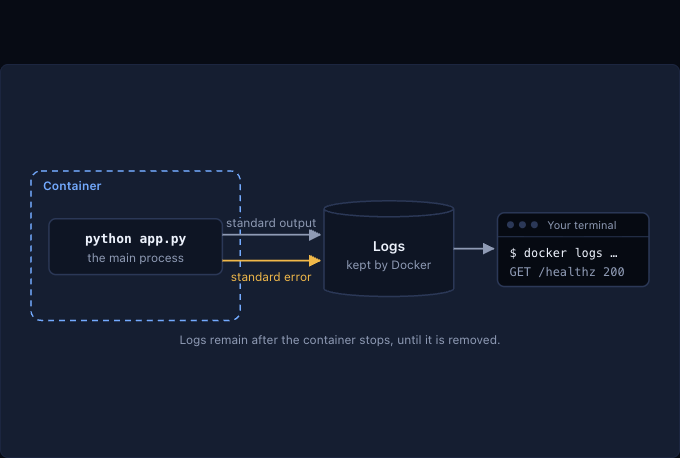 Container
python app.py
the main process
standard output
standard error
Logs
kept by Docker
Your terminal
$ docker logs …
GET /healthz 200
Logs remain after the container stops, until it is removed.